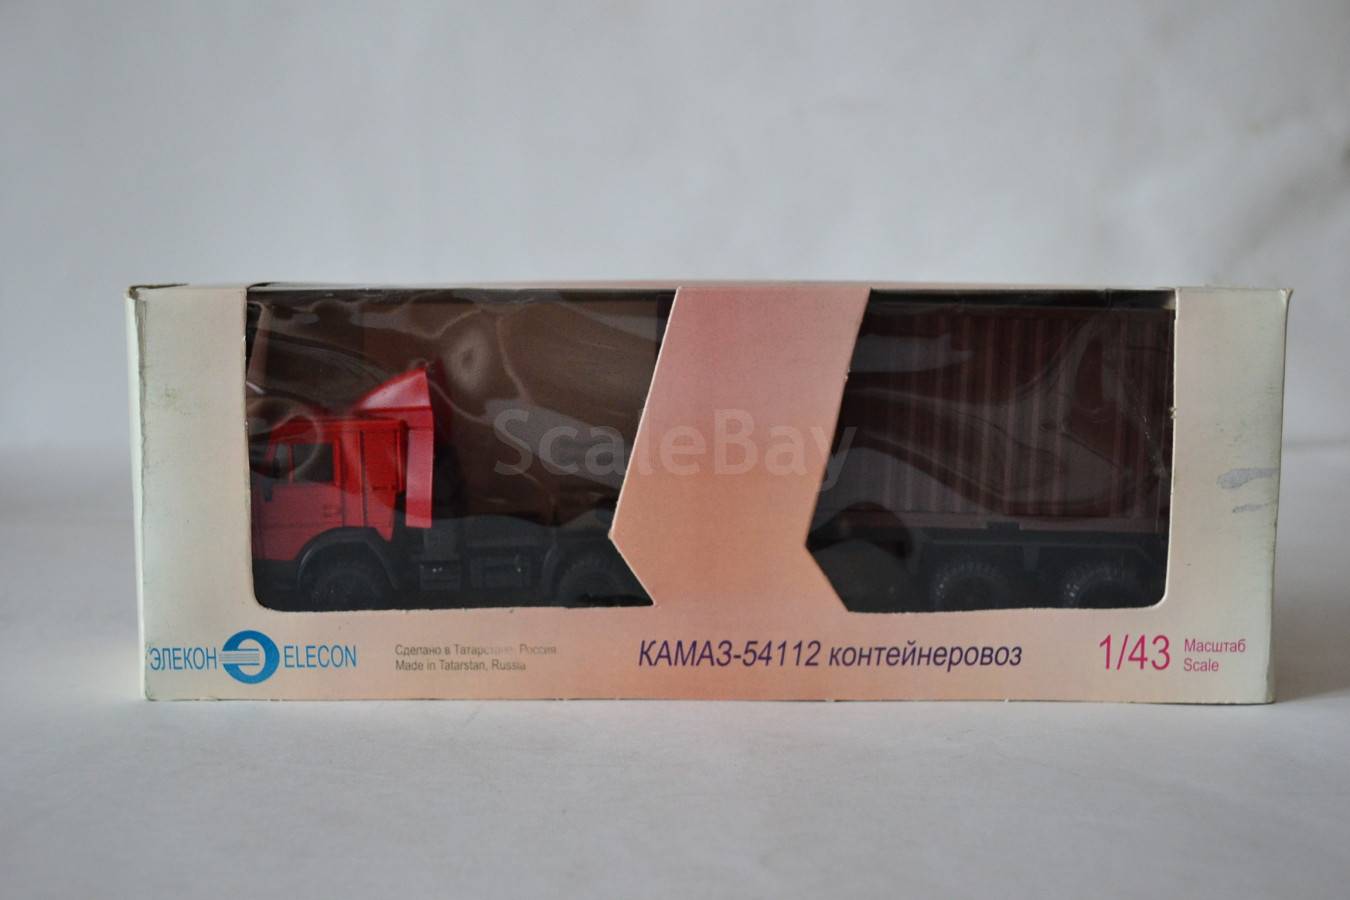 ScaleBay
ЭЛЕКОН ELECON
Сделано в Татарстане, Россия
Made in Tatarstan, Russia
КАМАЗ-54112 контейнеровоз
1/43
Масштаб
Scale